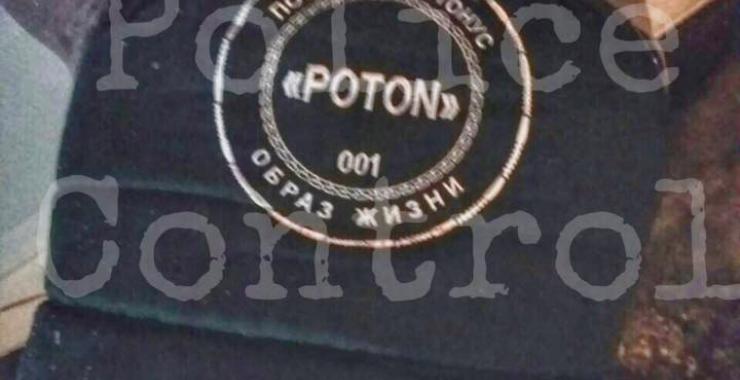 Police
«POTON»
001
ОБРАЗ ЖИЗНИ
Control